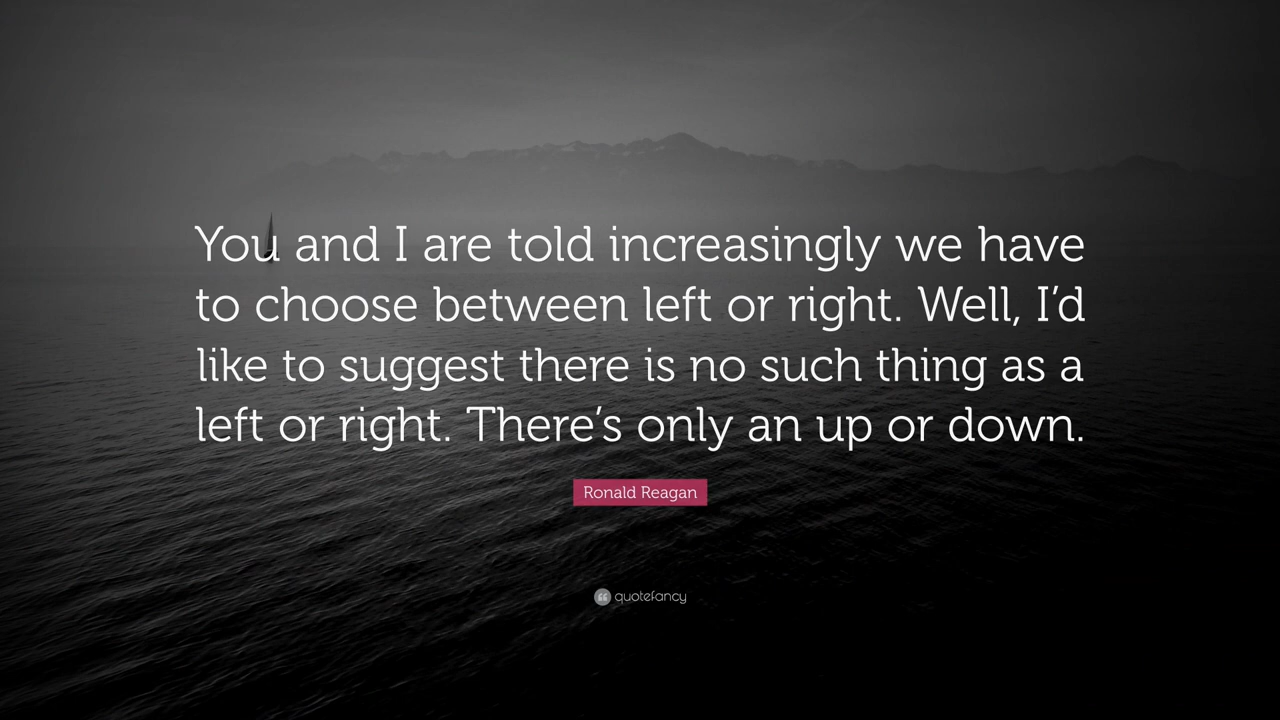 You and I are told increasingly we have
to choose between left or right. Well, I’d
like to suggest there is no such thing as a
left or right. There’s only an up or down.
Ronald Reagan
quotefancy